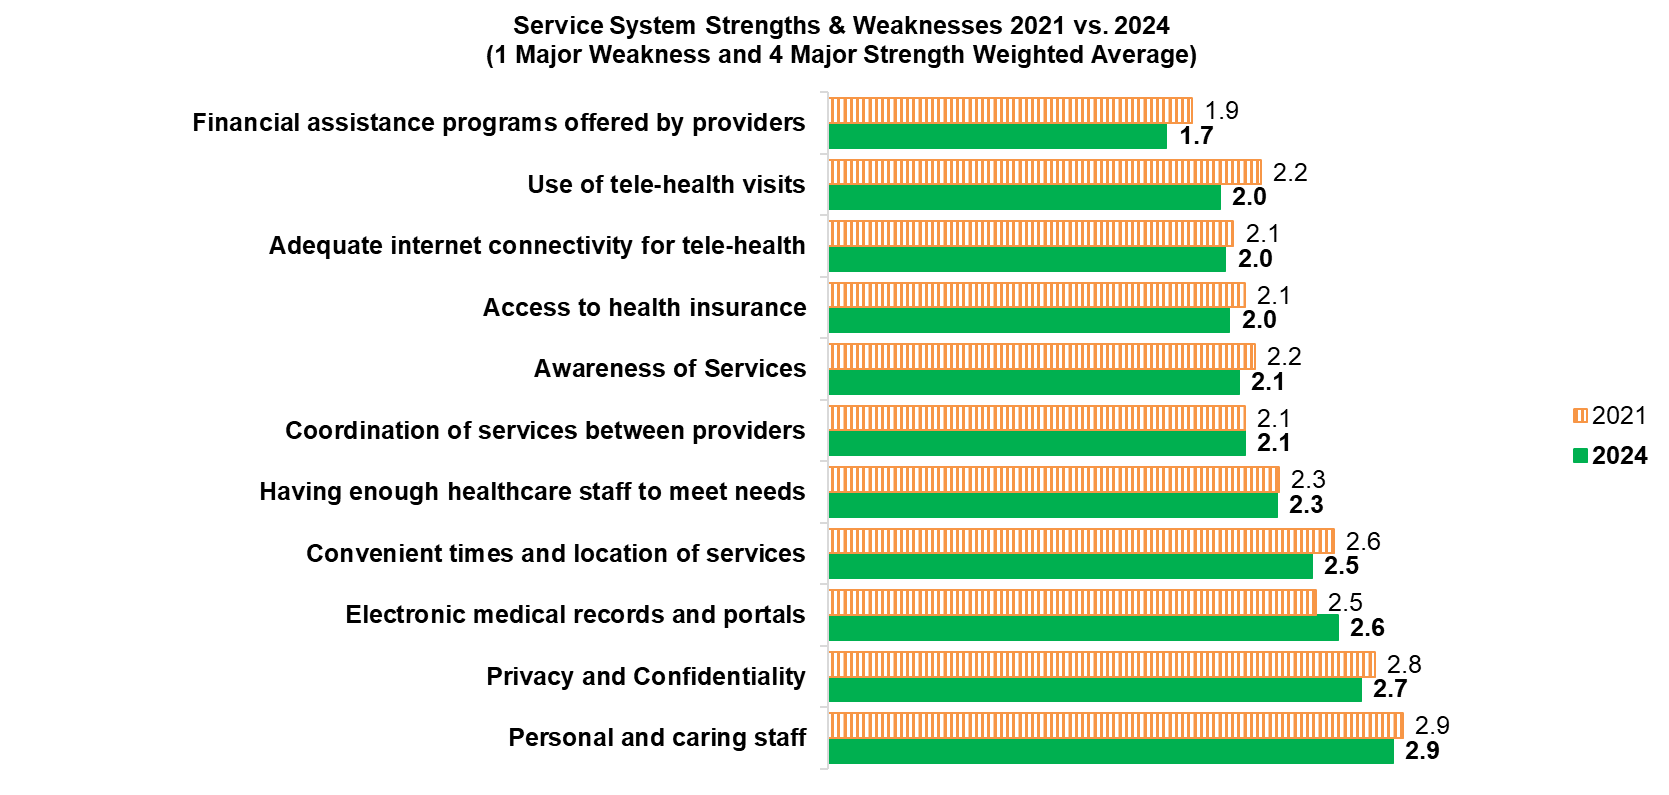 Service System Strengths & Weaknesses 2021 vs. 2024
(1 Major Weakness and 4 Major Strength Weighted Average)
Financial assistance programs offered by providers
1.9
1.7
Use of tele-health visits
2.2
2.0
Adequate internet connectivity for tele-health
2.1
2.0
Access to health insurance
2.1
2.0
Awareness of Services
2.2
2.1
Coordination of services between providers
2.1
2.1
Having enough healthcare staff to meet needs
2.3
2.3
Convenient times and location of services
2.6
2.5
Electronic medical records and portals
2.5
2.6
Privacy and Confidentiality
2.8
2.7
Personal and caring staff
2.9
2.9
2021
2024